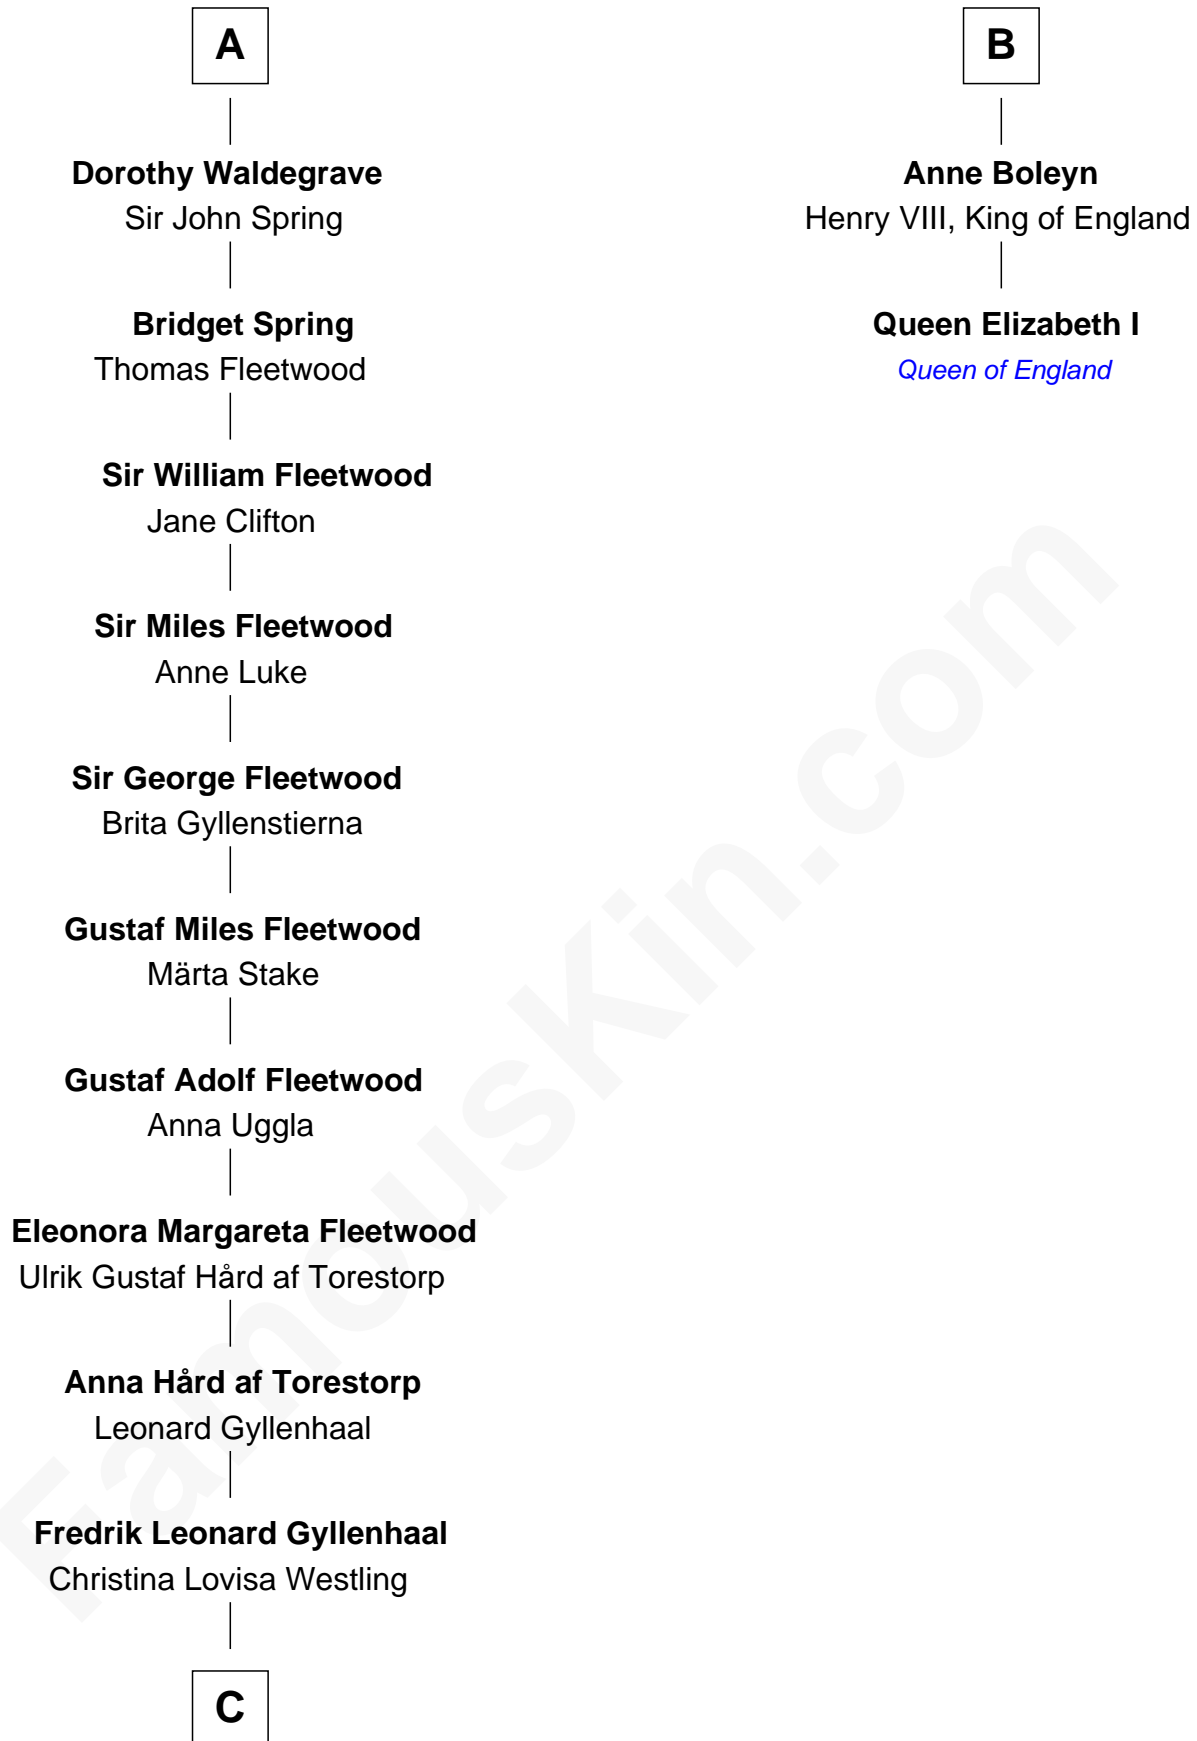 A
Dorothy Waldegrave
Sir John Spring
Bridget Spring
Thomas Fleetwood
Sir William Fleetwood
Jane Clifton
Sir Miles Fleetwood
Anne Luke
Sir George Fleetwood
Brita Gyllenstierna
Gustaf Miles Fleetwood
Märta Stake
Gustaf Adolf Fleetwood
Anna Uggla
Eleonora Margareta Fleetwood
Ulrik Gustaf Hård af Torestorp
Anna Hård af Torestorp
Leonard Gyllenhaal
Fredrik Leonard Gyllenhaal
Christina Lovisa Westling
C
B
Anne Boleyn
Henry VIII, King of England
Queen Elizabeth I
Queen of England
FamousKin.com